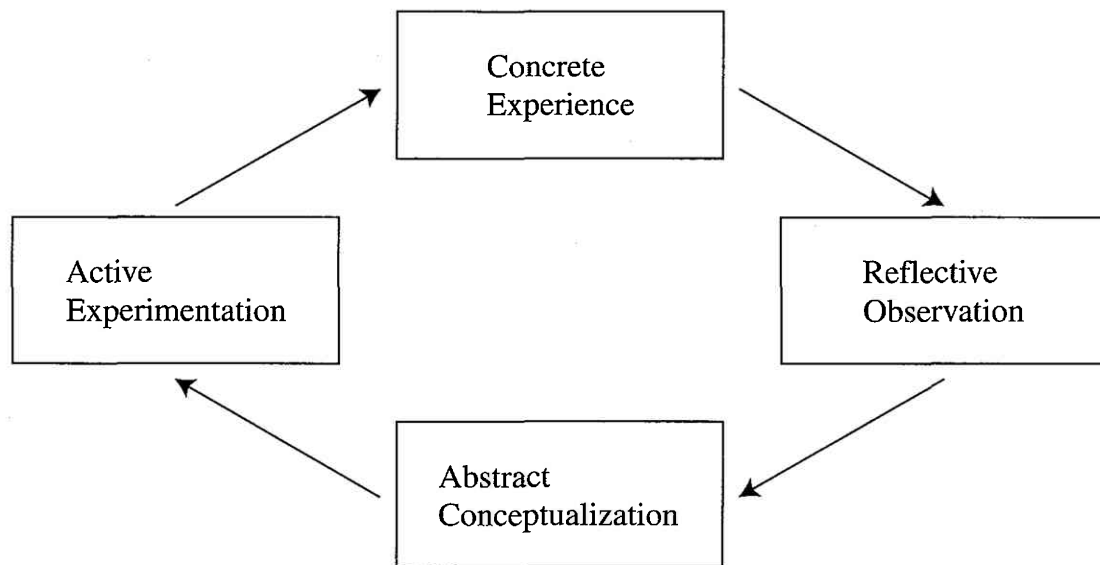 Concrete
Experience
Active
Experimentation
Reflective
Observation
Abstract
Conceptualization